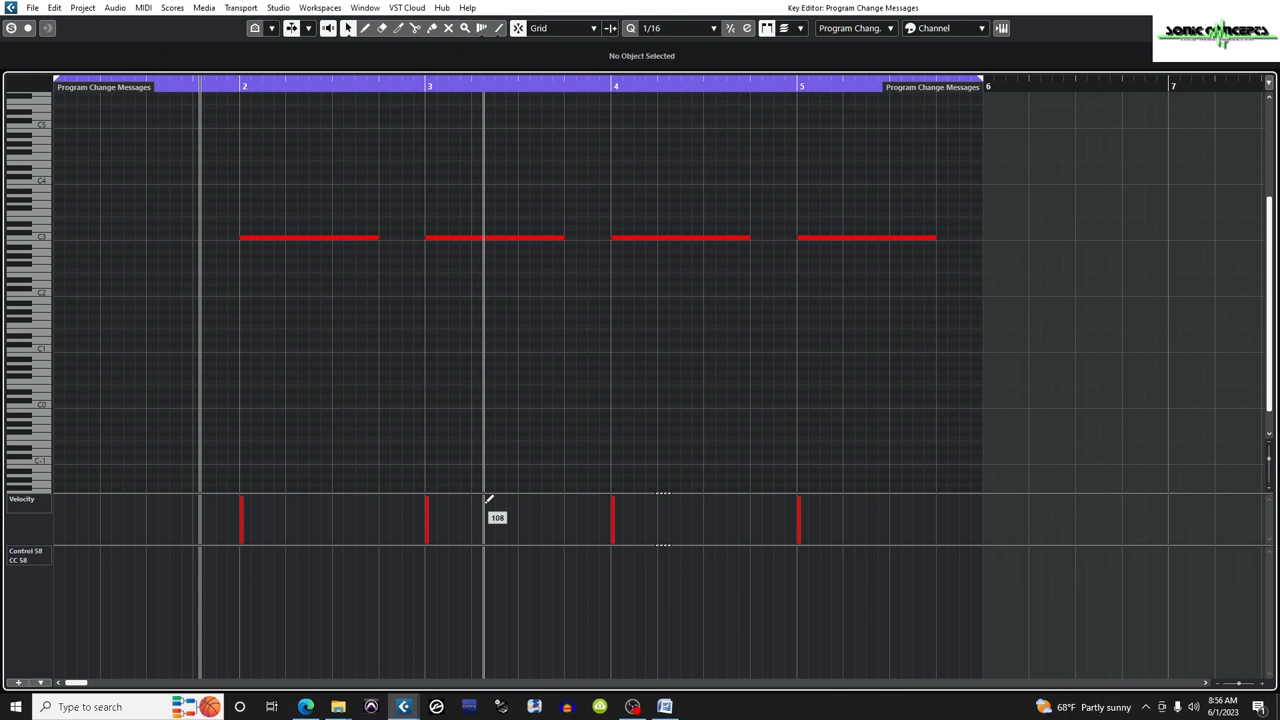 File Edit Project Audio MIDI Scores Media Transport Studio Workspaces Window VST Cloud Hub Help
Key Editor: Program Change Messages
Grid 1/16 Program Chang. Channel
SONIC CONCEPTS
No Object Selected
Program Change Messages 2 3 4 5 Program Change Messages 6 7
C5
C4
C3
C2
C1
C0
C-1
Velocity
108
Control 58
CC 58
Type to search
68°F Partly sunny
8:56 AM
6/1/2023
1